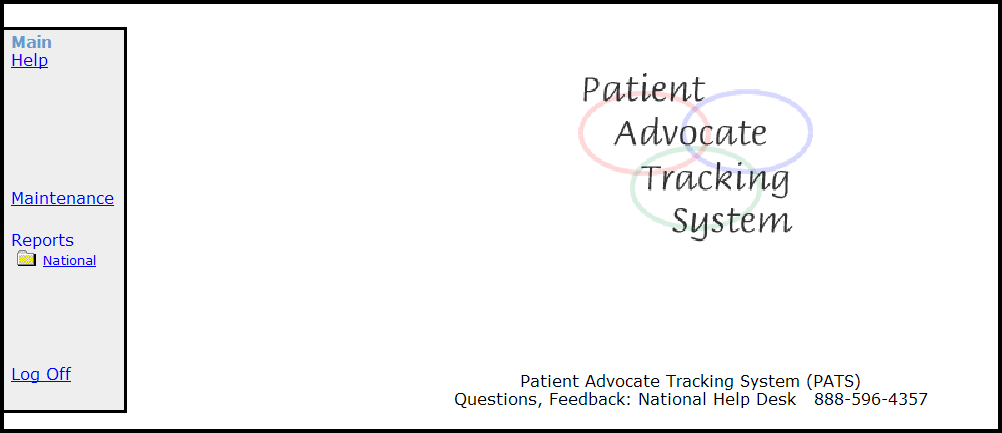 Main
Help
Maintenance
Reports
National
Log Off
Patient
Advocate
Tracking
System
Patient Advocate Tracking System (PATS)
Questions, Feedback: National Help Desk 888-596-4357